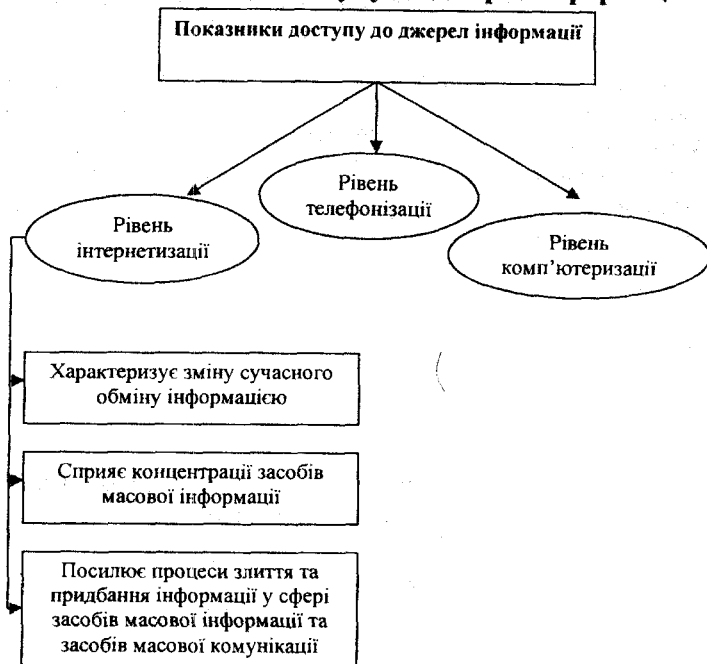 Показники доступу до джерел інформації
Рівень
телефонізації
Рівень
інтернетизації
Рівень
комп’ютеризації
Характеризує зміну сучасного
обміну інформацією
Сприяє концентрації засобів
масової інформації
Посилює процеси злиття та
придбання інформації у сфері
засобів масової інформації та
засобів масової комунікації